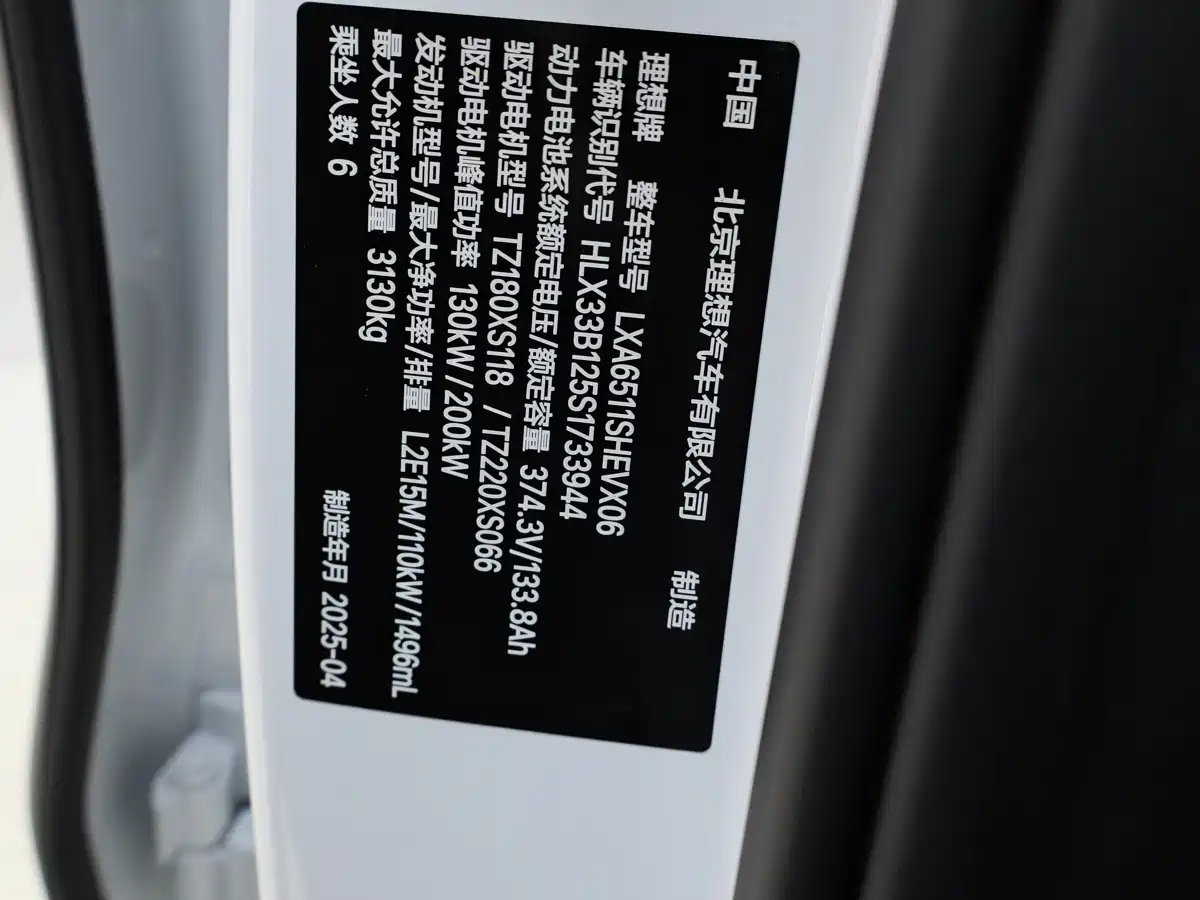 中国 北京理想汽车有限公司 制造
理想牌 整车型号 LXA6511SHEVX06
车辆识别代号 HLX33B125S1733944
动力电池系统额定电压/额定容量 374.3V/133.8Ah
驱动电机型号 TZ180XS118 /TZ220XS066
驱动电机峰值功率 130kW/200kW
发动机型号/最大净功率/排量 L2E15M/110kW/1496mL
最大允许总质量 3130kg
乘坐人数 6 制造年月 2025-04